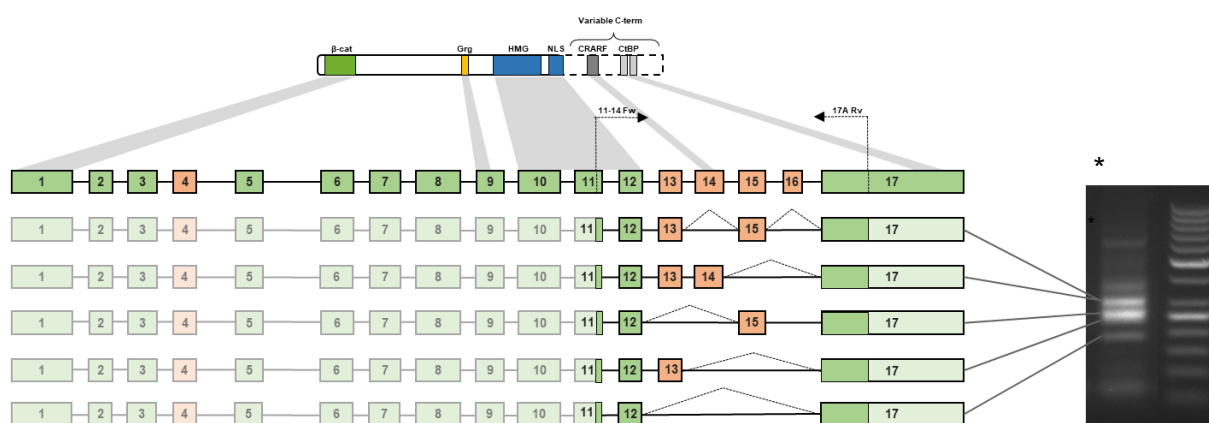 Variable C-term
β-cat Grg HMG NLS CRARF CtBP
11-14 Fw 17A Rv
*
1 2 3 4 5 6 7 8 9 10 11 12 13 14 15 16 17
*
1 2 3 4 5 6 7 8 9 10 11 12 13 15 17
1 2 3 4 5 6 7 8 9 10 11 12 13 14 17
1 2 3 4 5 6 7 8 9 10 11 12 15 17
1 2 3 4 5 6 7 8 9 10 11 12 13 17
1 2 3 4 5 6 7 8 9 10 11 12 17